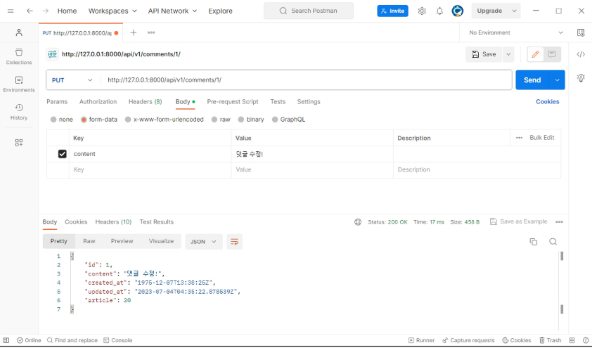 Home Workspaces API Network Explore Search Postman Invite Upgrade
PUT http://127.0.0.1:8000/a No Environment
http://127.0.0.1:8000/api/v1/comments/1/ Save
PUT http://127.0.0.1:8000/api/v1/comments/1/ Send
Params Authorization Headers (8) Body Pre-request Script Tests Settings Cookies
none form-data x-www-form-urlencoded raw binary GraphQL
Key Value Description Bulk Edit
content 댓글 수정!
Key Value Description
Collections
Environments
History
Body Cookies Headers (10) Test Results Status: 200 OK Time: 17 ms Size: 453 B Save as Example
Pretty Raw Preview Visualize JSON
1 {
2 "id": 1,
3 "content": "댓글 수정!",
4 "created_at": "1975-12-07T13:36:25Z",
5 "updated_at":
6 "article": 20
7 }
Online Find and replace Console Runner Capture requests Cookies Trash